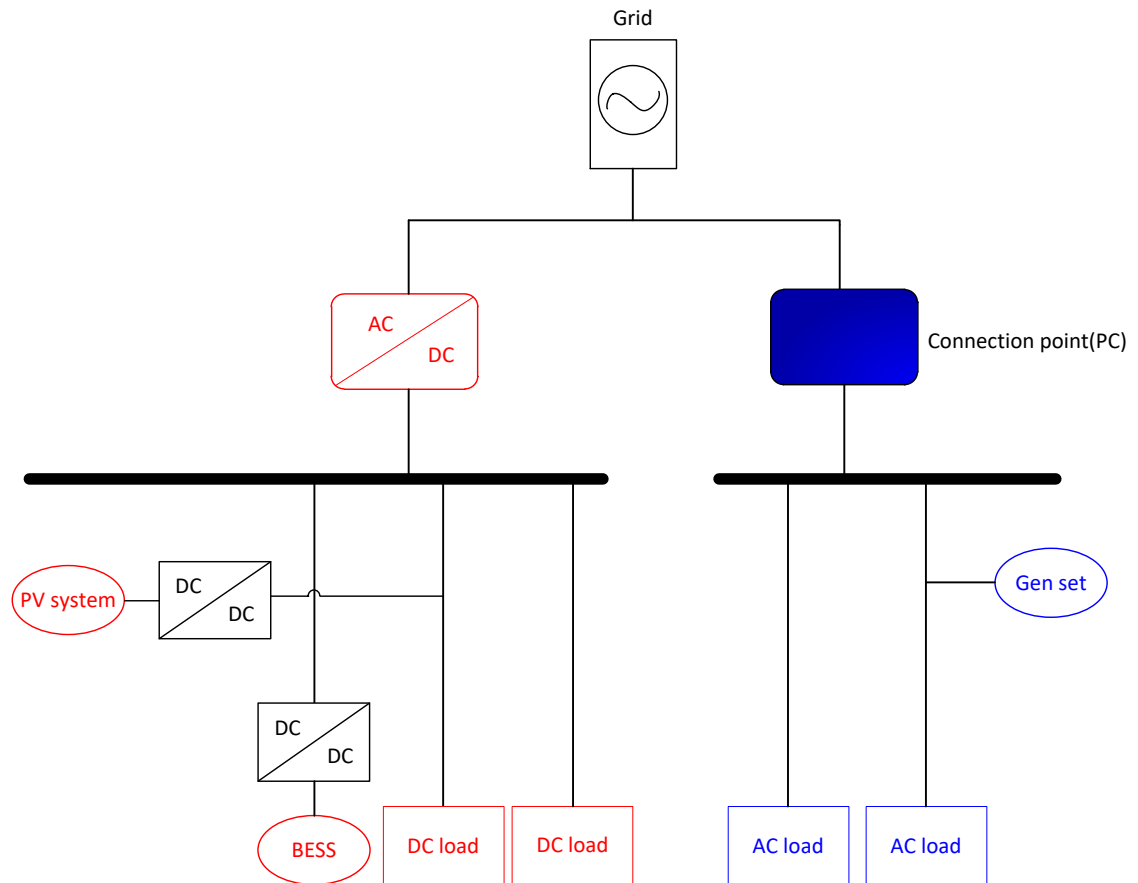 Grid
AC
DC
Connection point(PC)
DC
DC
PV system
Gen set
DC
DC
BESS
DC load
DC load
AC load
AC load